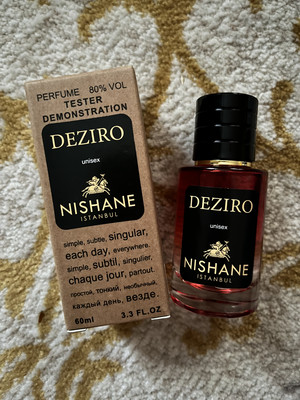 PERFUME 80% VOL
TESTER
DEMONSTRATION
DEZIRO
unisex
NISHANE
ISTANBUL
simple, subtle, singular,
each day, everywhere.
simple, subtil, singulier,
chaque jour, partout.
простой, тонкий, необычный.
каждый день, везде.
60ml 3.3 FL.OZ
DEZIRO
unisex
NISHANE
ISTANBUL